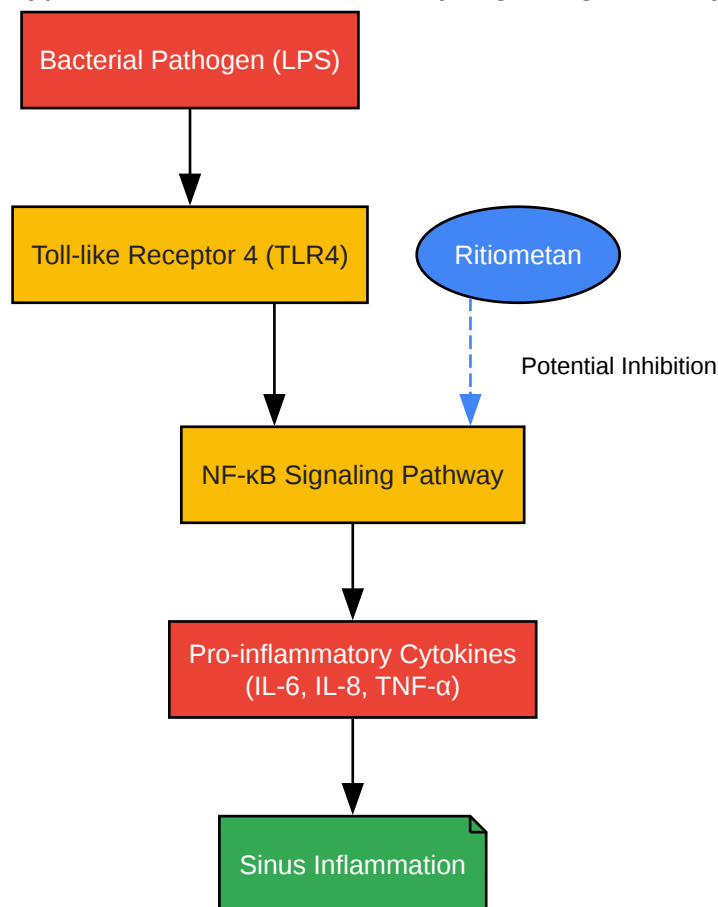 Bacterial Pathogen (LPS)
Toll-like Receptor 4 (TLR4)
Ritiometan
Potential Inhibition
NF-κB Signaling Pathway
Pro-inflammatory Cytokines
(IL-6, IL-8, TNF-α)
Sinus Inflammation